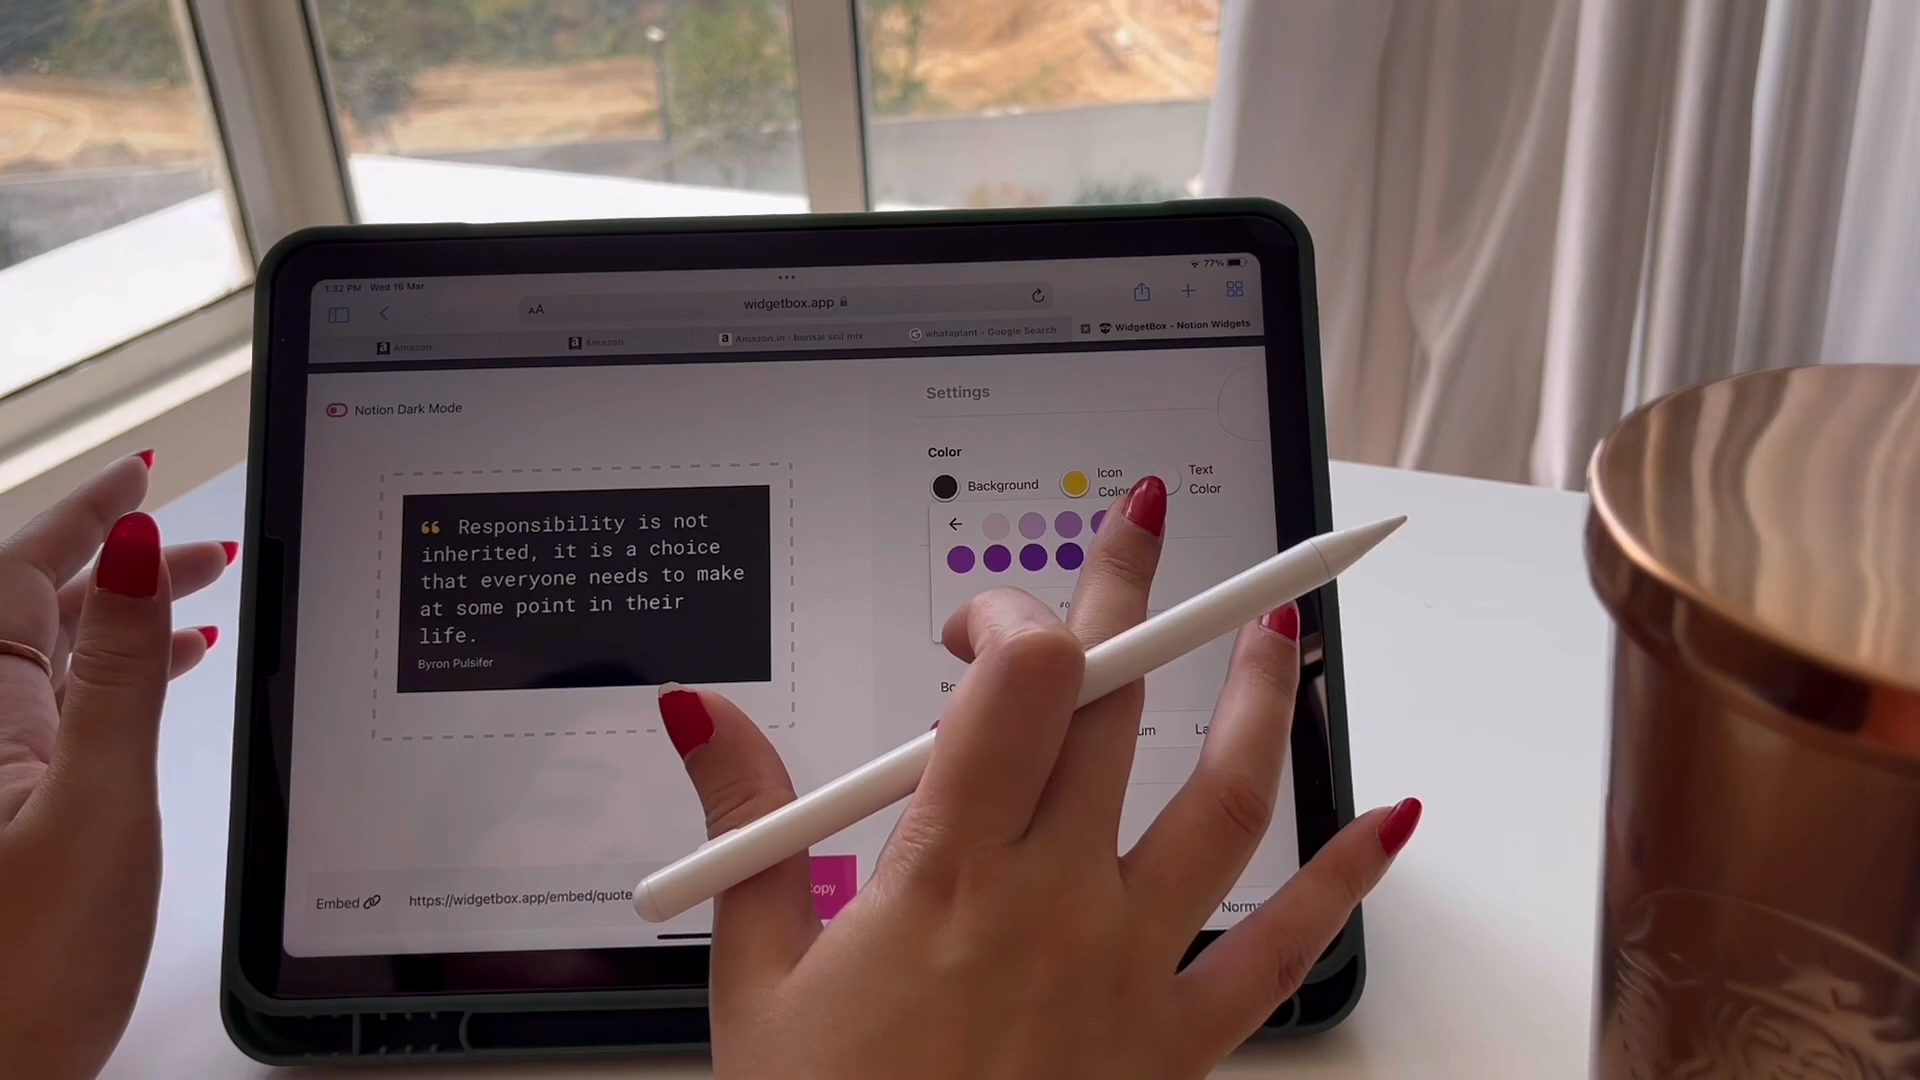 1:32 PM Wed 16 Mar
77%
AA
widgetbox.app
Amazon
Amazon
Amazon.in : bonsai soil mix
whataplant - Google Search
WidgetBox - Notion Widgets
Notion Dark Mode
Settings
Color
Background
Icon
Color
Text
Color
“ Responsibility is not
inherited, it is a choice
that everyone needs to make
at some point in their
life.
Byron Pulsifer
Embed
https://widgetbox.app/embed/quote